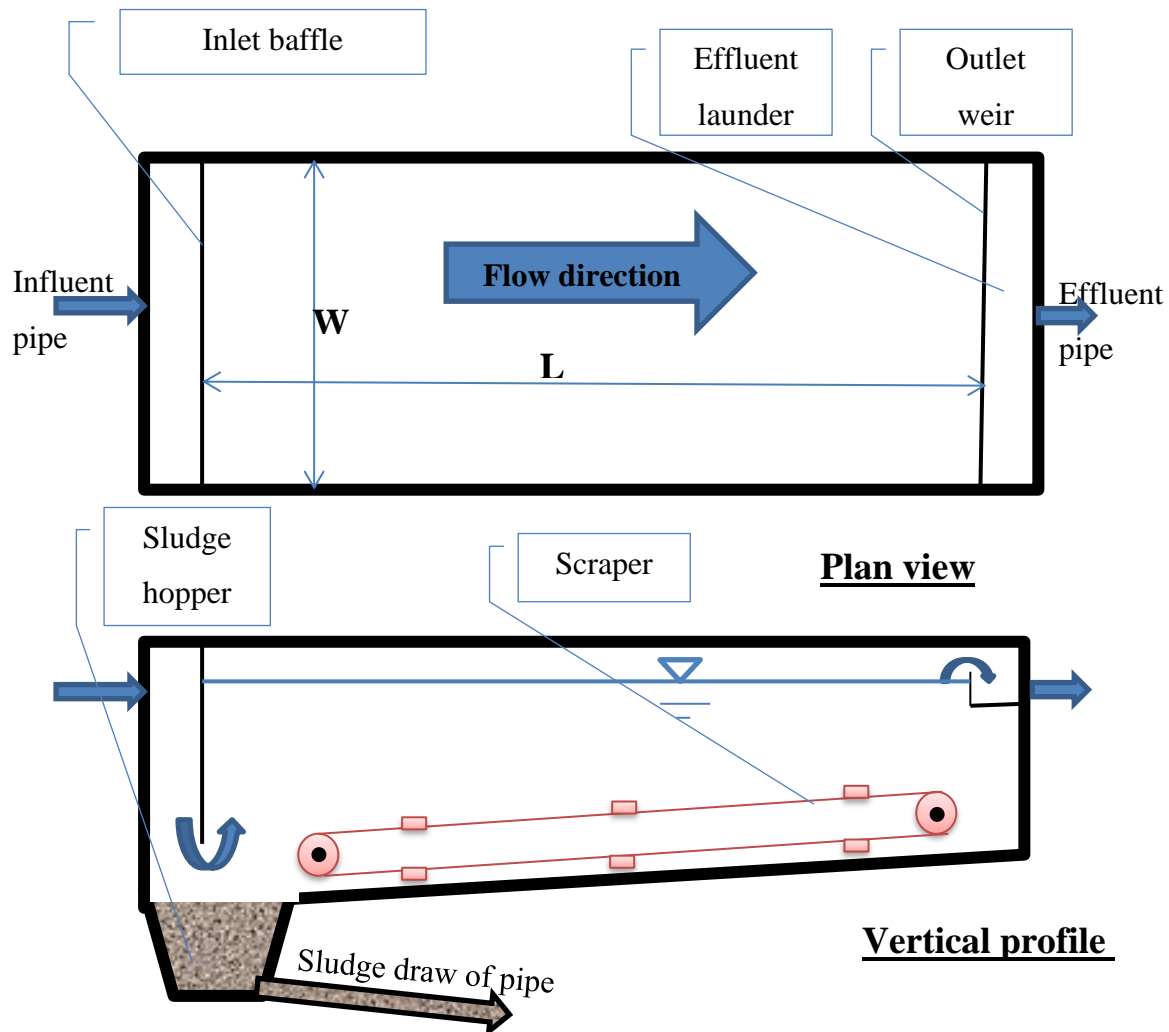 Inlet baffle
Effluent
launder
Outlet
weir
Influent
pipe
Flow direction
W
L
Effluent
pipe
Sludge
hopper
Scraper
Plan view
Sludge draw of pipe
Vertical profile